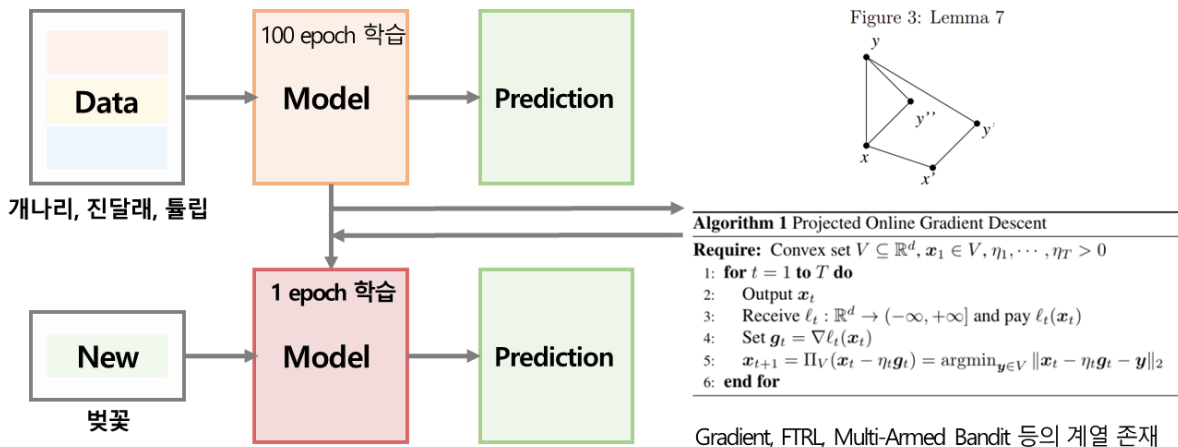 100 epoch 학습
Data
Model
Prediction
개나리, 진달래, 튤립
1 epoch 학습
New
Model
Prediction
벚꽃
Figure 3: Lemma 7
y
y''
y'
x
x'
Algorithm 1 Projected Online Gradient Descent
Require: Convex set V ⊆ ℝ^d, x_1 ∈ V, η_1, ⋯ , η_T > 0
1: for t = 1 to T do
2: Output x_t
3: Receive ℓ_t : ℝ^d → (−∞, +∞] and pay ℓ_t(x_t)
4: Set g_t = ∇ℓ_t(x_t)
5: x_{t+1} = Π_V(x_t − η_t g_t) = argmin_{y∈V} ‖x_t − η_t g_t − y‖_2
6: end for
Gradient, FTRL, Multi-Armed Bandit 등의 계열 존재